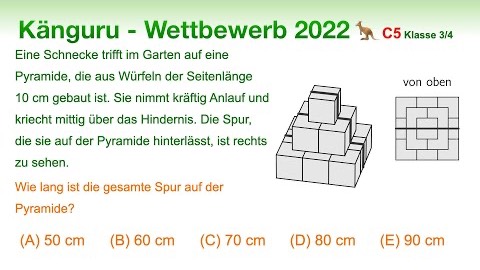 Känguru - Wettbewerb 2022 🦘 C5 Klasse 3/4
Eine Schnecke trifft im Garten auf eine
Pyramide, die aus Würfeln der Seitenlänge
10 cm gebaut ist. Sie nimmt kräftig Anlauf und
kriecht mittig über das Hindernis. Die Spur,
die sie auf der Pyramide hinterlässt, ist rechts
zu sehen.
von oben
Wie lang ist die gesamte Spur auf der
Pyramide?
(A) 50 cm (B) 60 cm (C) 70 cm (D) 80 cm (E) 90 cm